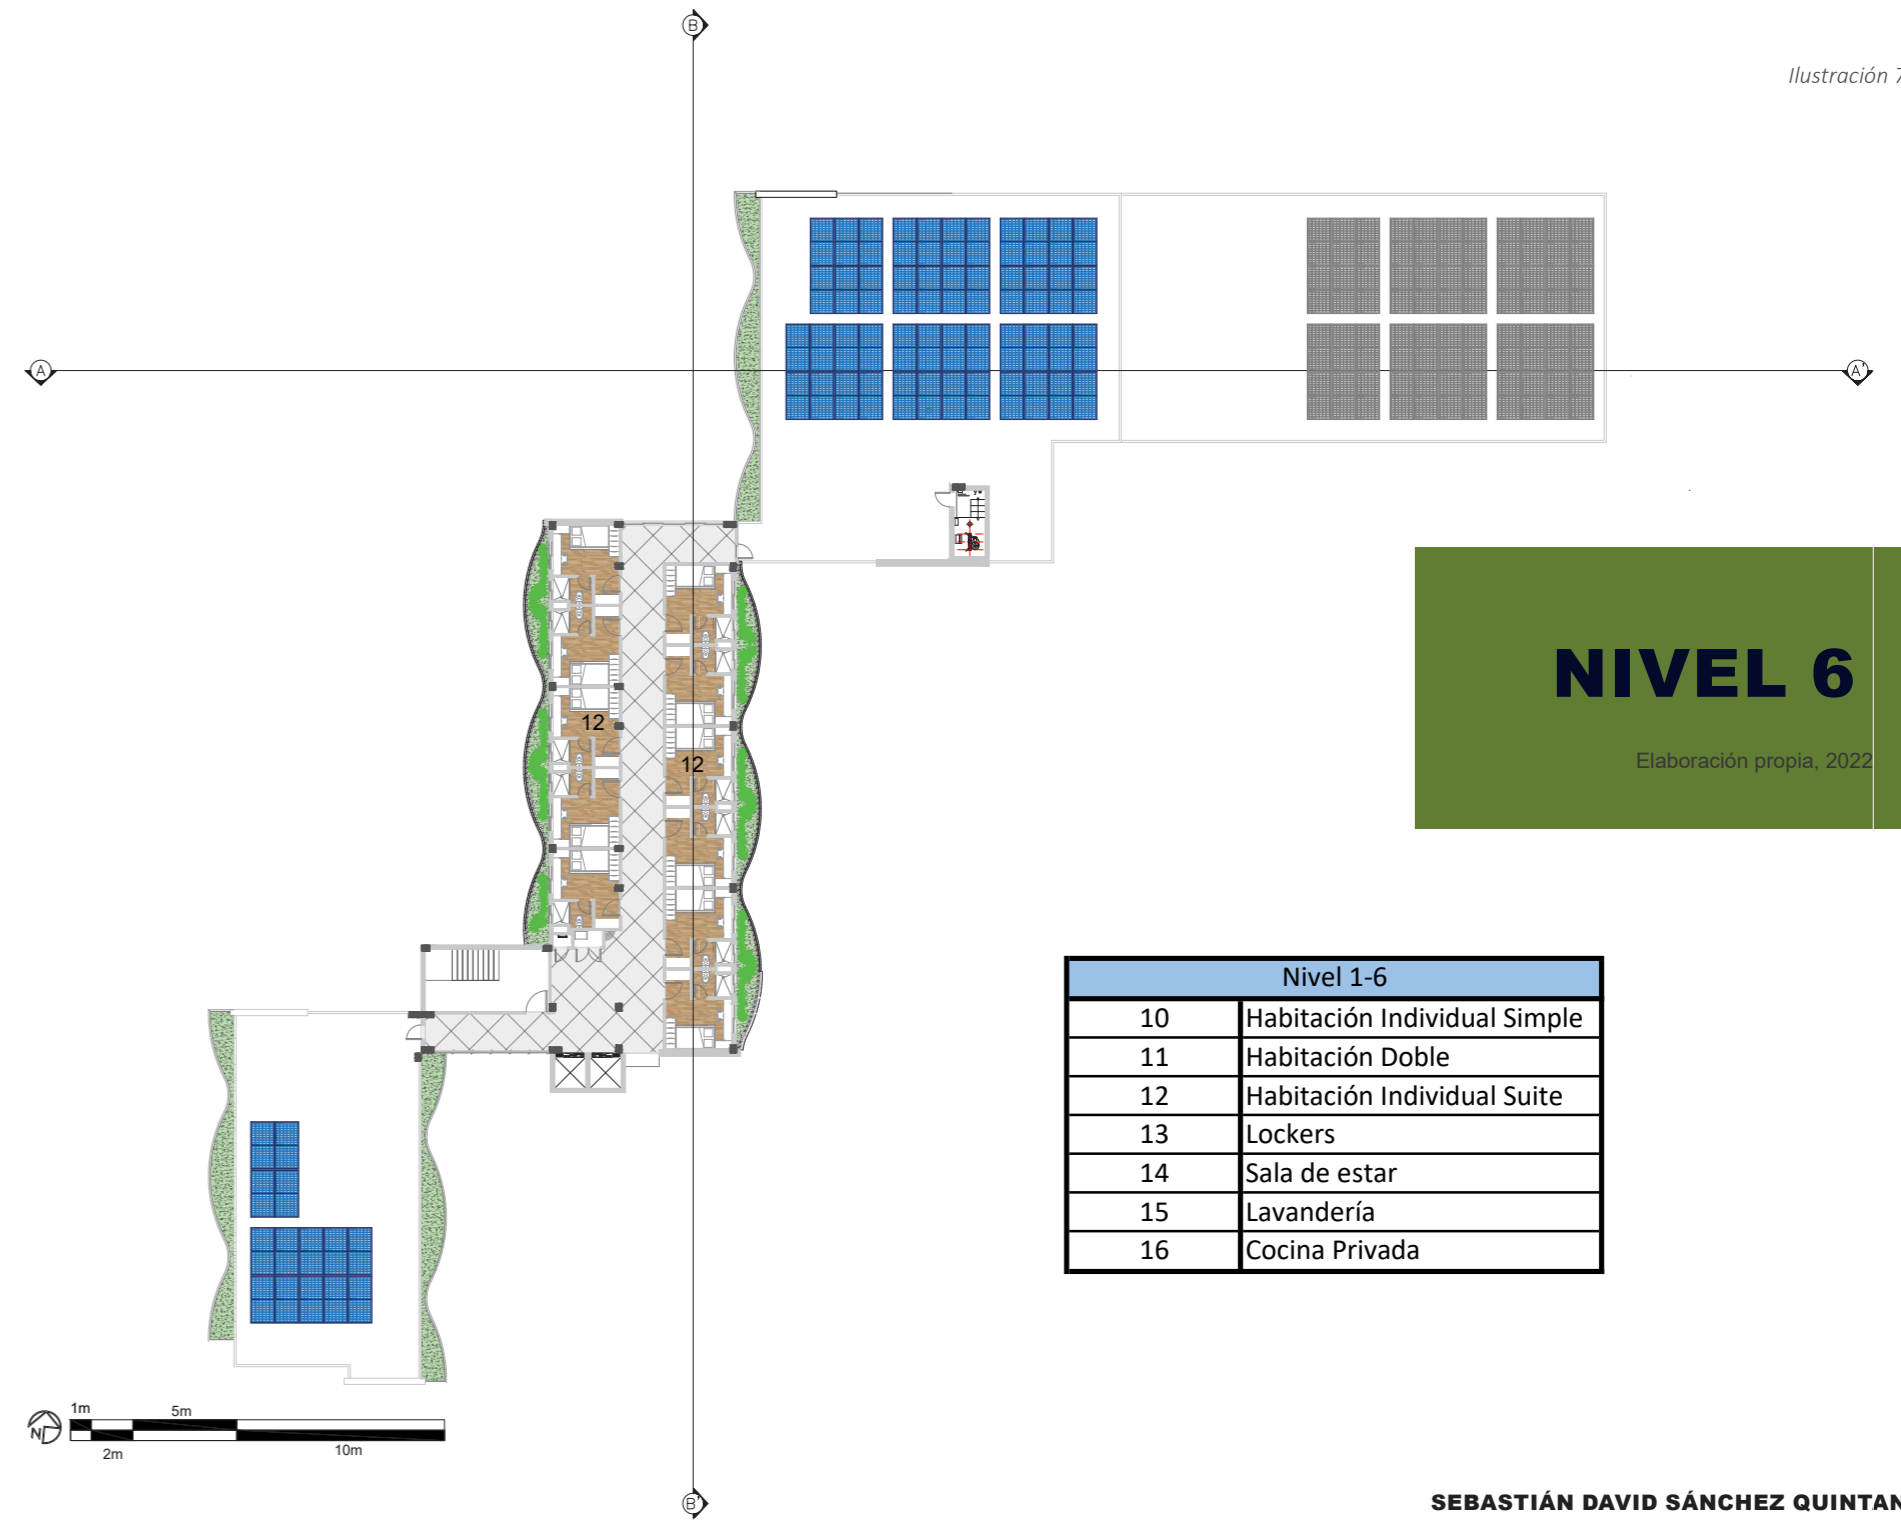 B
Ilustración 7
A
A'
12
12
NIVEL 6
Elaboración propia, 2022
Nivel 1-6
10 Habitación Individual Simple
11 Habitación Doble
12 Habitación Individual Suite
13 Lockers
14 Sala de estar
15 Lavandería
16 Cocina Privada
1m 5m
N
2m 10m
B'
SEBASTIÁN DAVID SÁNCHEZ QUINTAN